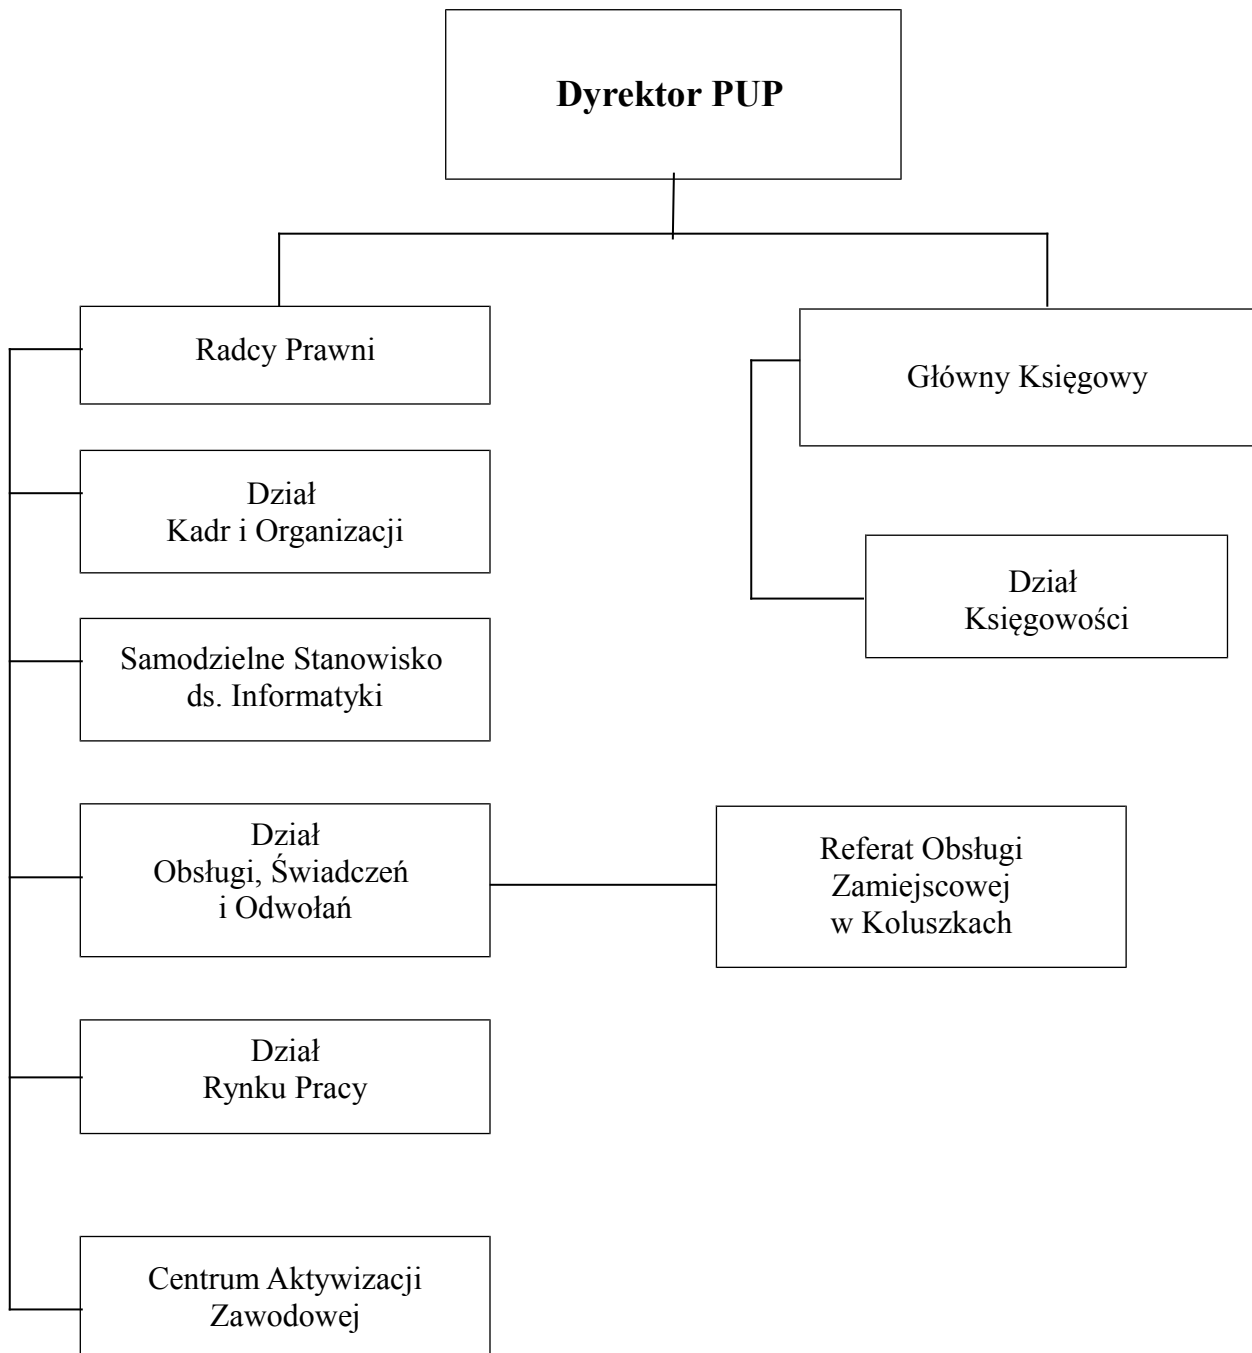 Dyrektor PUP
Radcy Prawni
Główny Księgowy
Dział
Kadr i Organizacji
Dział
Księgowości
Samodzielne Stanowisko
ds. Informatyki
Dział
Obsługi, Świadczeń
i Odwołań
Referat Obsługi
Zamiejscowej
w Koluszkach
Dział
Rynku Pracy
Centrum Aktywizacji
Zawodowej